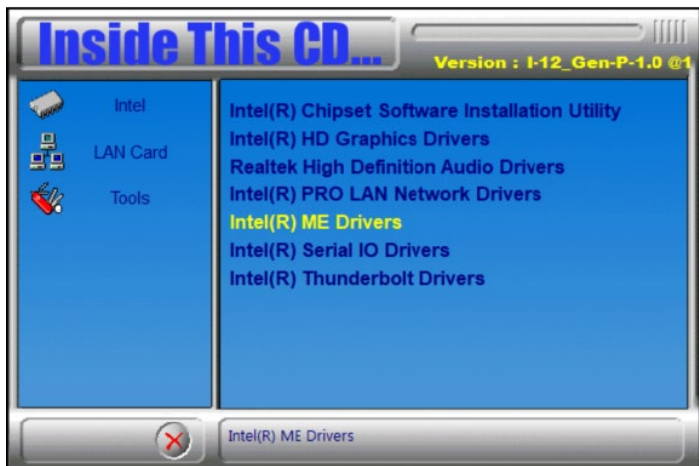 Inside This CD...
Version : I-12_Gen-P-1.0 @1
Intel
LAN Card
Tools
Intel(R) Chipset Software Installation Utility
Intel(R) HD Graphics Drivers
Realtek High Definition Audio Drivers
Intel(R) PRO LAN Network Drivers
Intel(R) ME Drivers
Intel(R) Serial IO Drivers
Intel(R) Thunderbolt Drivers
Intel(R) ME Drivers